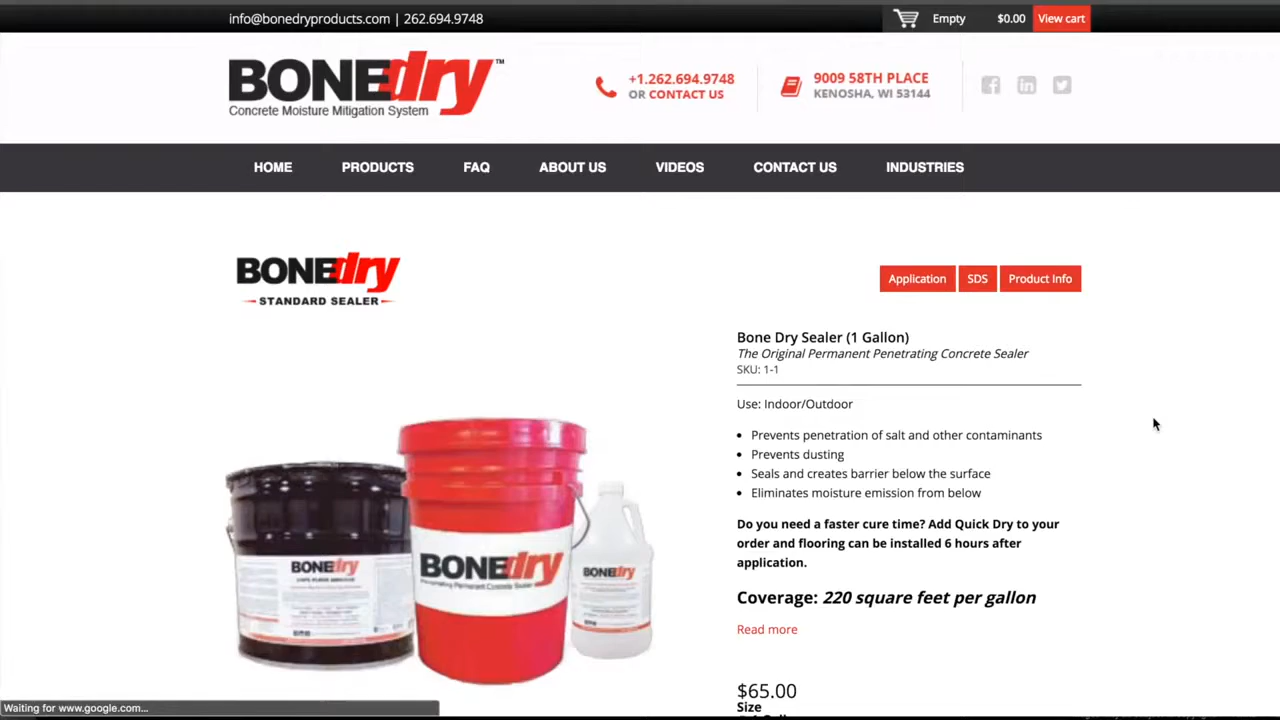 info@bonedryproducts.com | 262.694.9748
Empty $0.00 View cart
BONEdry™
Concrete Moisture Mitigation System
+1.262.694.9748
OR CONTACT US
9009 58TH PLACE
KENOSHA, WI 53144
HOME PRODUCTS FAQ ABOUT US VIDEOS CONTACT US INDUSTRIES
BONEdry
STANDARD SEALER
Application SDS Product Info
Bone Dry Sealer (1 Gallon)
The Original Permanent Penetrating Concrete Sealer
SKU: 1-1
Use: Indoor/Outdoor
• Prevents penetration of salt and other contaminants
• Prevents dusting
• Seals and creates barrier below the surface
• Eliminates moisture emission from below
Do you need a faster cure time? Add Quick Dry to your
order and flooring can be installed 6 hours after
application.
Coverage: 220 square feet per gallon
Read more
$65.00
Size
BONEdry
BONEdry
BONEdry
Waiting for www.google.com...